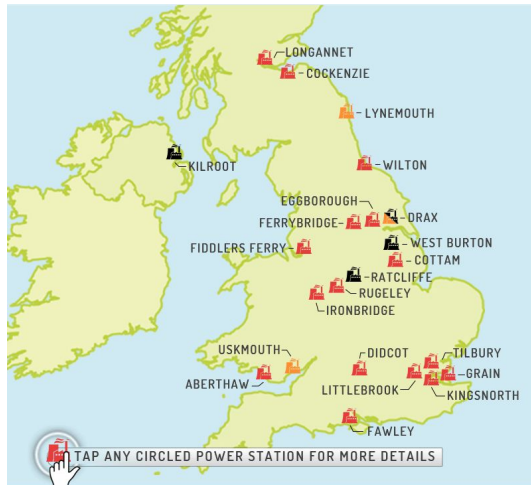 LONGANNET
COCKENZIE
LYNEMOUTH
KILROOT
WILTON
EGGBOROUGH
DRAX
FERRYBRIDGE
WEST BURTON
FIDDLERS FERRY
COTTAM
RATCLIFFE
RUGELEY
IRONBRIDGE
USKMOUTH
DIDCOT
TILBURY
ABERTHAW
GRAIN
LITTLEBROOK
KINGSNORTH
FAWLEY
TAP ANY CIRCLED POWER STATION FOR MORE DETAILS